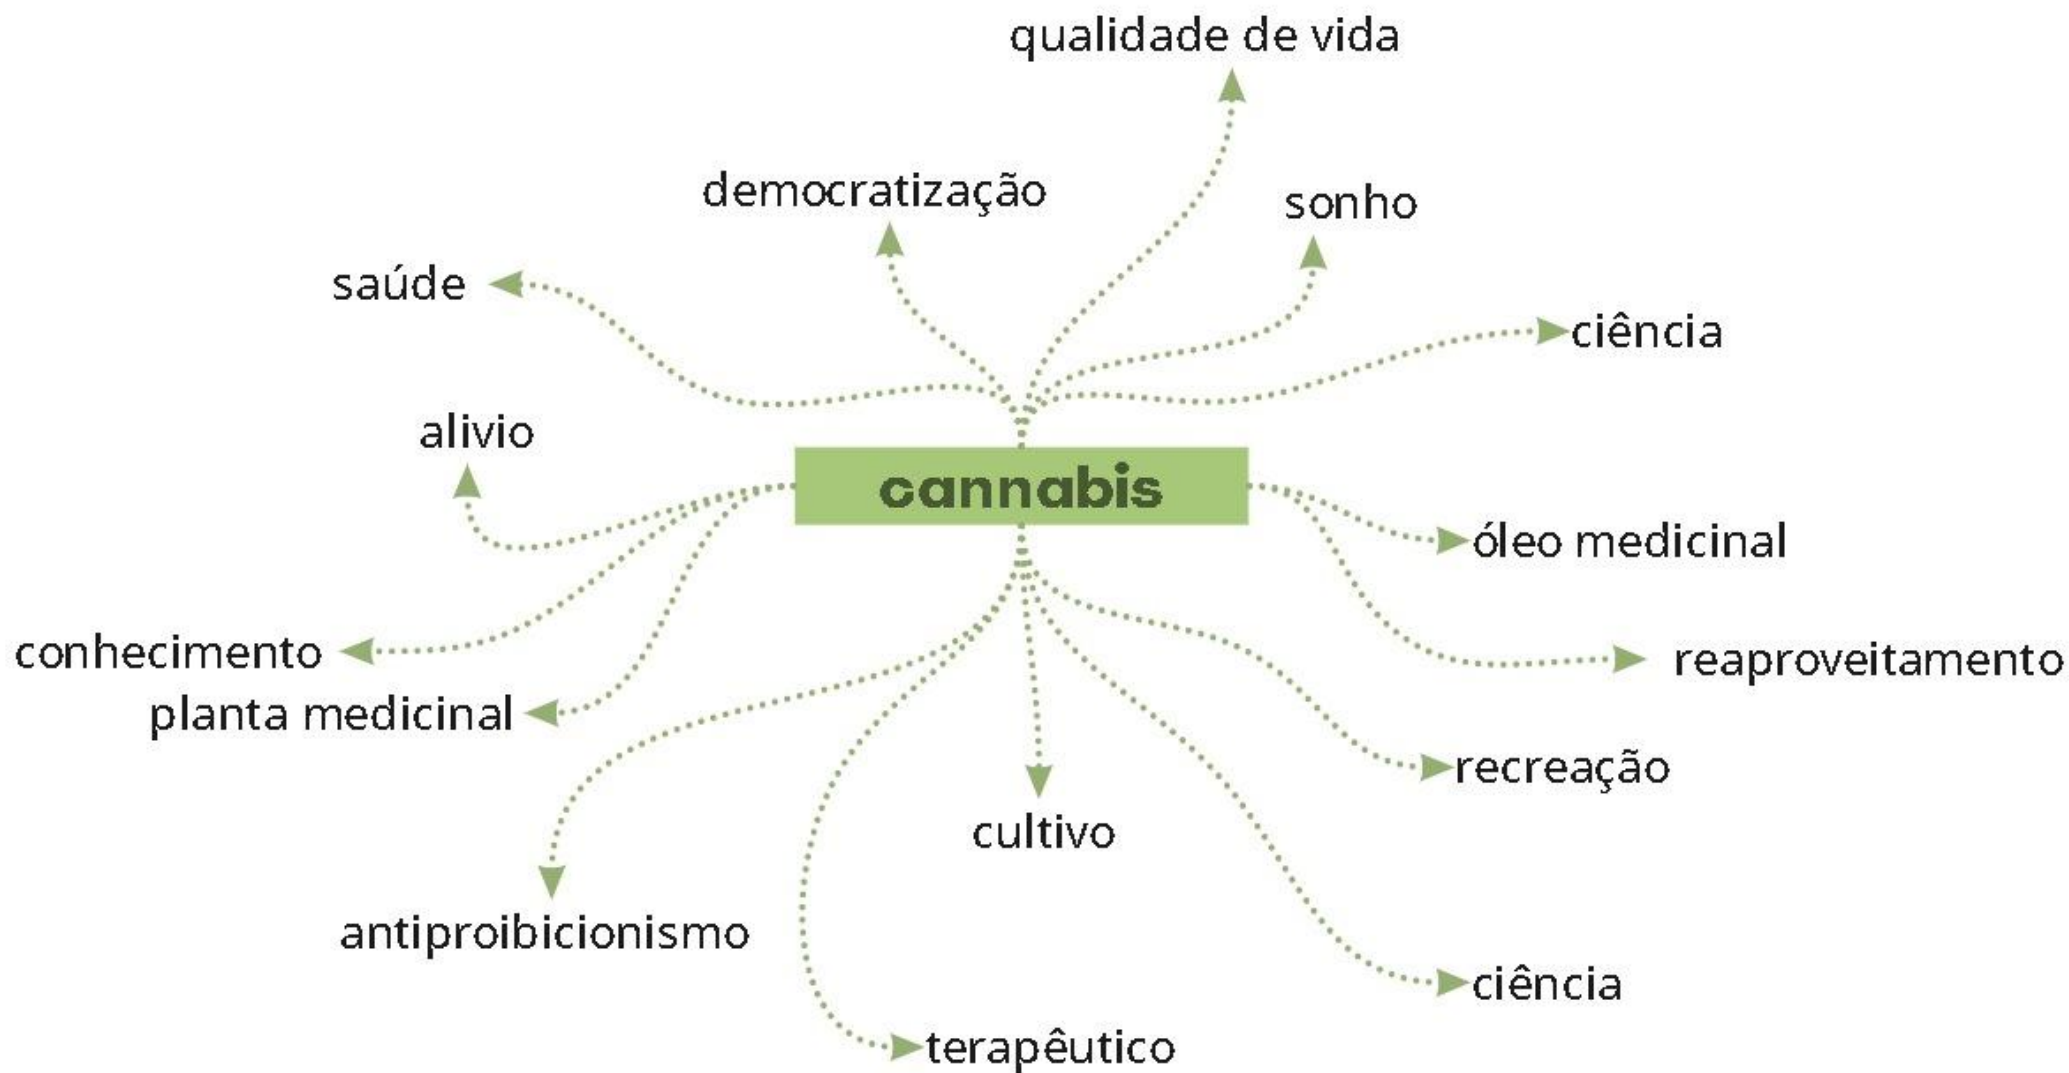 qualidade de vida
democratização
sonho
saúde
ciência
alivio
cannabis
óleo medicinal
conhecimento
reaproveitamento
planta medicinal
recreação
cultivo
antiproibicionismo
ciência
terapêutico